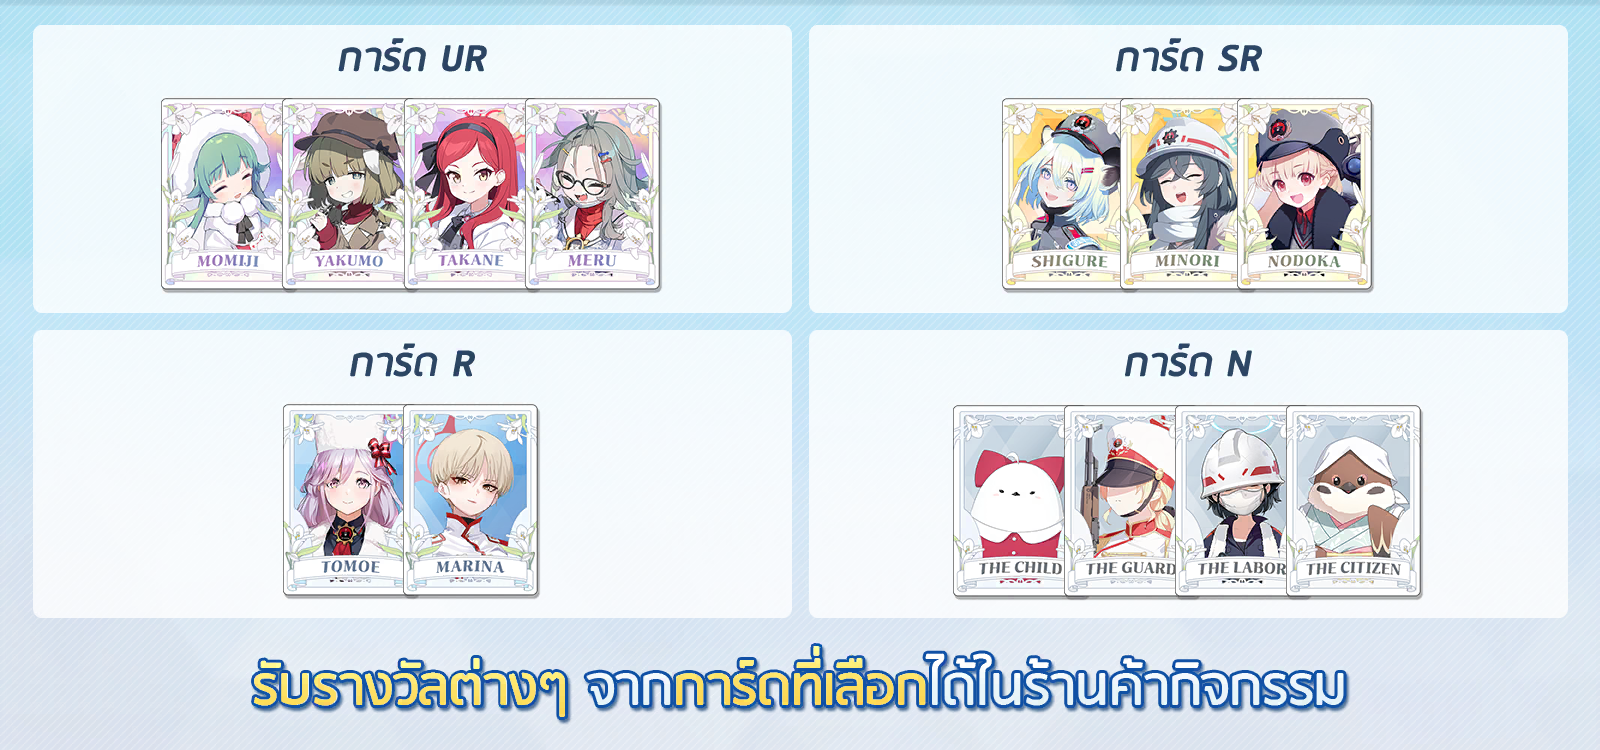 การ์ด UR
MOMIJI
YAKUMO
TAKANE
MERU
การ์ด SR
SHIGURE
MINORI
NODOKA
การ์ด R
TOMOE
MARINA
การ์ด N
THE CHILD
THE GUARD
THE LABOR
THE CITIZEN
รับรางวัลต่างๆ จากการ์ดที่เลือกได้ในร้านค้ากิจกรรม